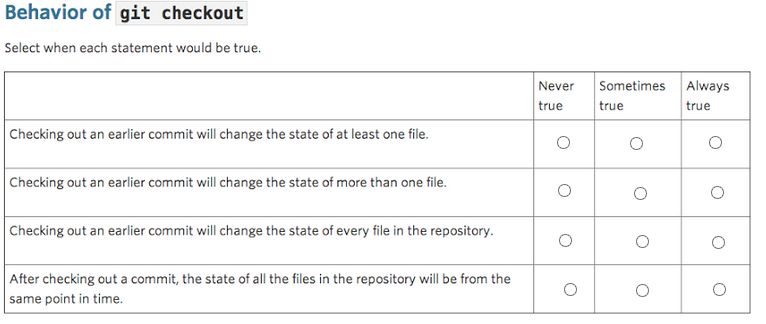 Behavior of git checkout
Select when each statement would be true.
Never Sometimes Always
true true true
Checking out an earlier commit will change the state of at least one file.
Checking out an earlier commit will change the state of more than one file.
Checking out an earlier commit will change the state of every file in the repository.
After checking out a commit, the state of all the files in the repository will be from the
same point in time.